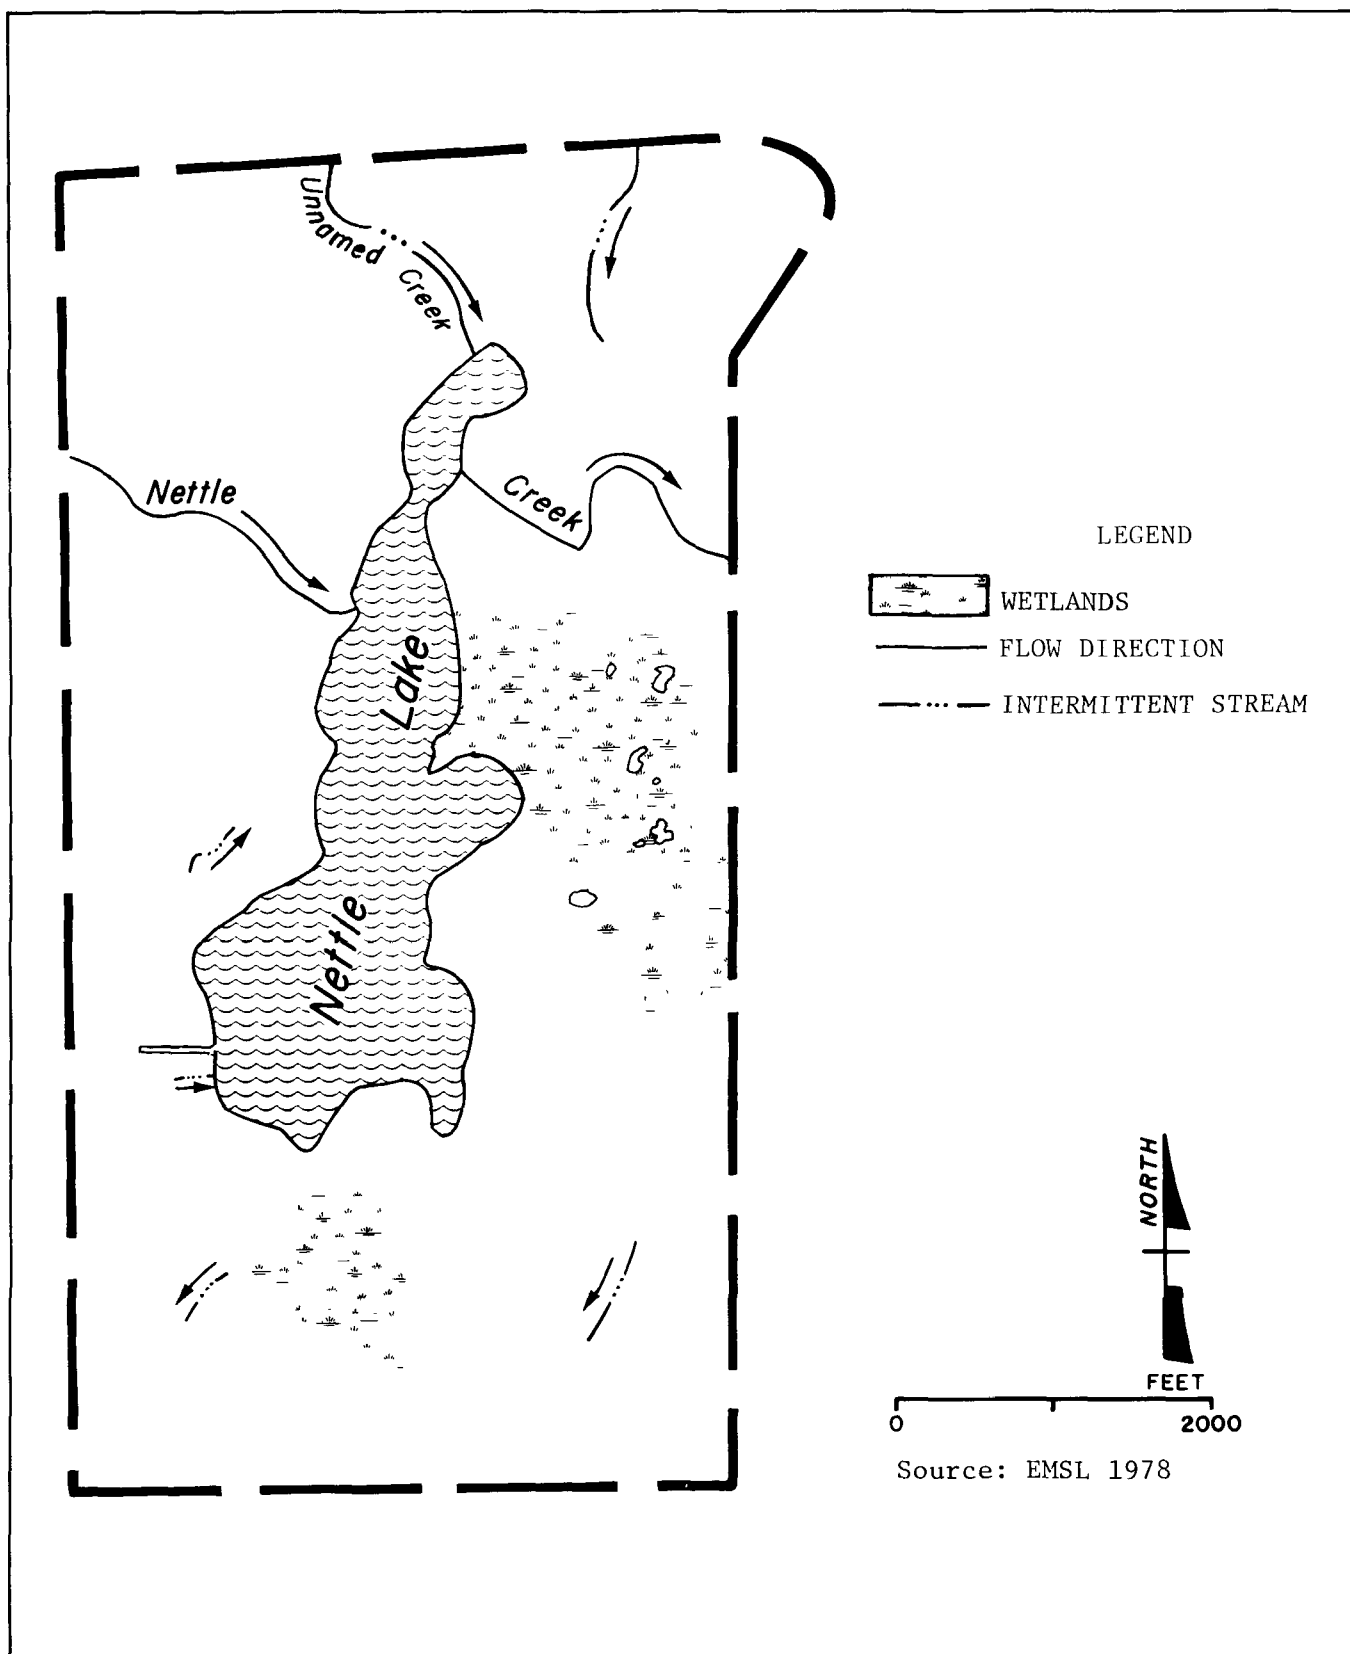 Unnamed Creek
Nettle
Creek
Lake
Nettle
LEGEND
WETLANDS
FLOW DIRECTION
INTERMITTENT STREAM
NORTH
FEET
0 2000
Source: EMSL 1978